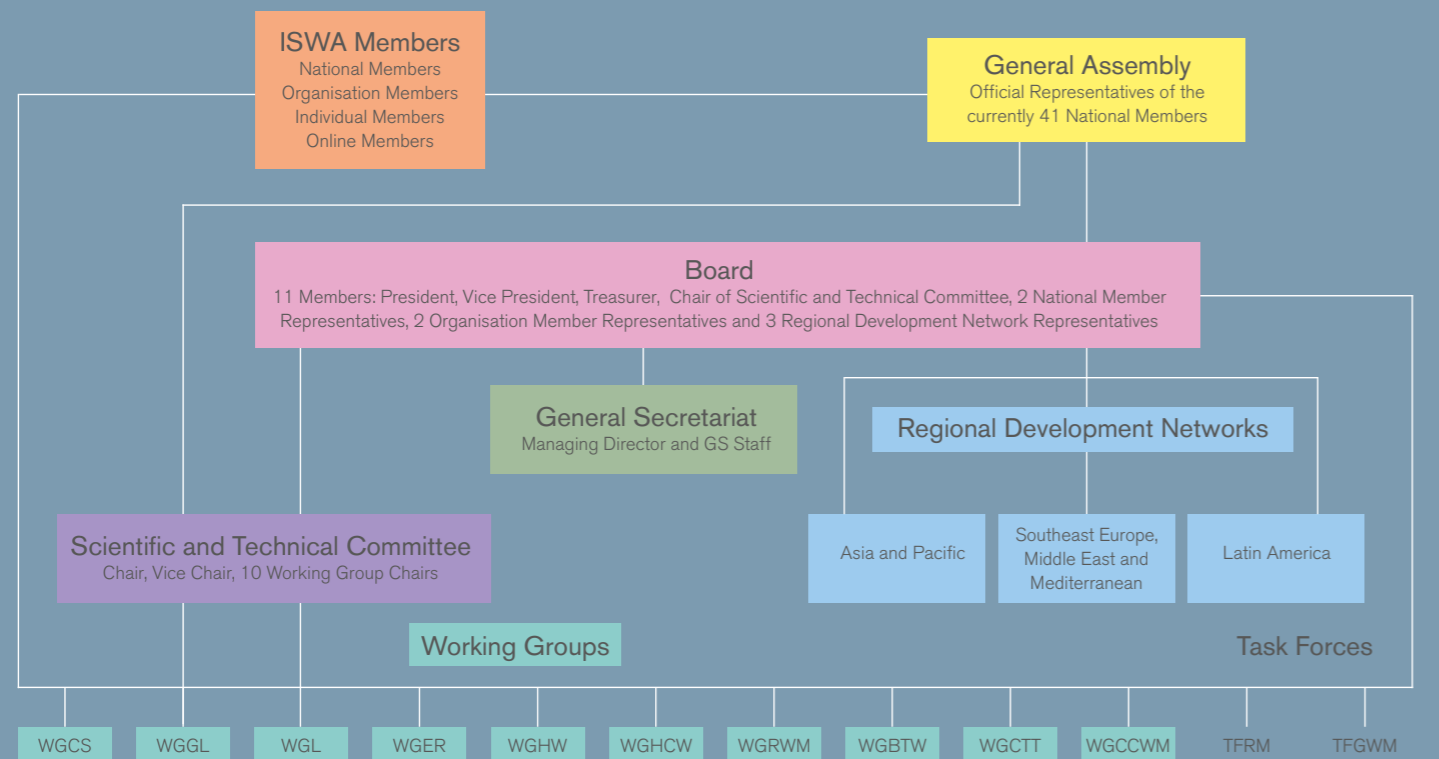 ISWA Members
National Members
Organisation Members
Individual Members
Online Members
General Assembly
Official Representatives of the
currently 41 National Members
Board
11 Members: President, Vice President, Treasurer, Chair of Scientific and Technical Committee, 2 National Member
Representatives, 2 Organisation Member Representatives and 3 Regional Development Network Representatives
General Secretariat
Managing Director and GS Staff
Regional Development Networks
Scientific and Technical Committee
Chair, Vice Chair, 10 Working Group Chairs
Asia and Pacific
Southeast Europe,
Middle East and
Mediterranean
Latin America
Working Groups
Task Forces
WGCS
WGGL
WGL
WGER
WGHW
WGHCW
WGRWM
WGBTW
WGCTT
WGCCWM
TFRM
TFGWM